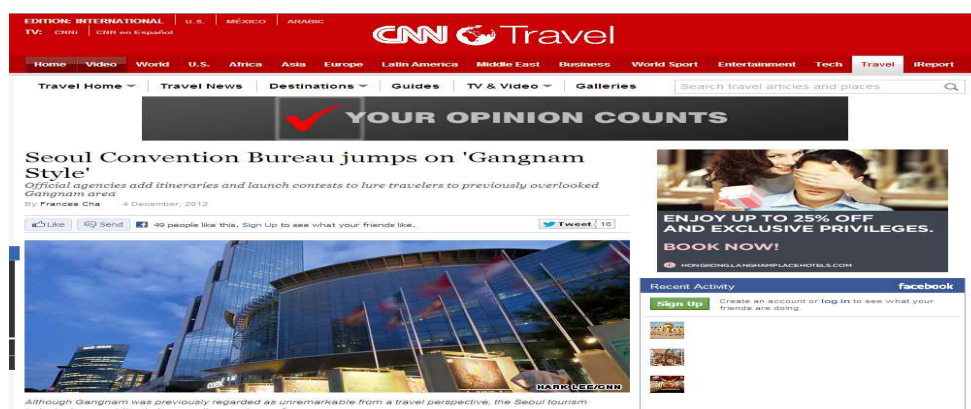 EDITION: INTERNATIONAL U.S. MÉXICO ARABIC
TV: CNNi CNN en Español
CNN Travel
Home Video World U.S. Africa Asia Europe Latin America Middle East Business World Sport Entertainment Tech Travel iReport
Travel Home Travel News Destinations Guides TV & Video Galleries Search travel articles and places
YOUR OPINION COUNTS
Seoul Convention Bureau jumps on 'Gangnam
Style'
Official agencies add itineraries and launch contests to lure travelers to previously overlooked
Gangnam area
By Frances Cha 4 December, 2012
Like Send 49 people like this. Sign Up to see what your friends like. Tweet 16
ENJOY UP TO 25% OFF
AND EXCLUSIVE PRIVILEGES.
BOOK NOW!
HONGKONG.LANGHAMPLACEHOTELS.COM
Recent Activity facebook
Sign Up Create an account or log in to see what your
friends are doing.
HARK LEE/CNN
Although Gangnam was previously regarded as unremarkable from a travel perspective, the Seoul tourism